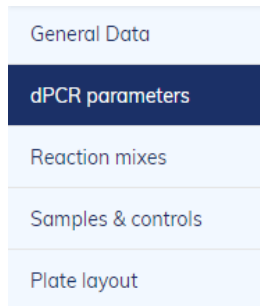 General Data
dPCR parameters
Reaction mixes
Samples & controls
Plate layout